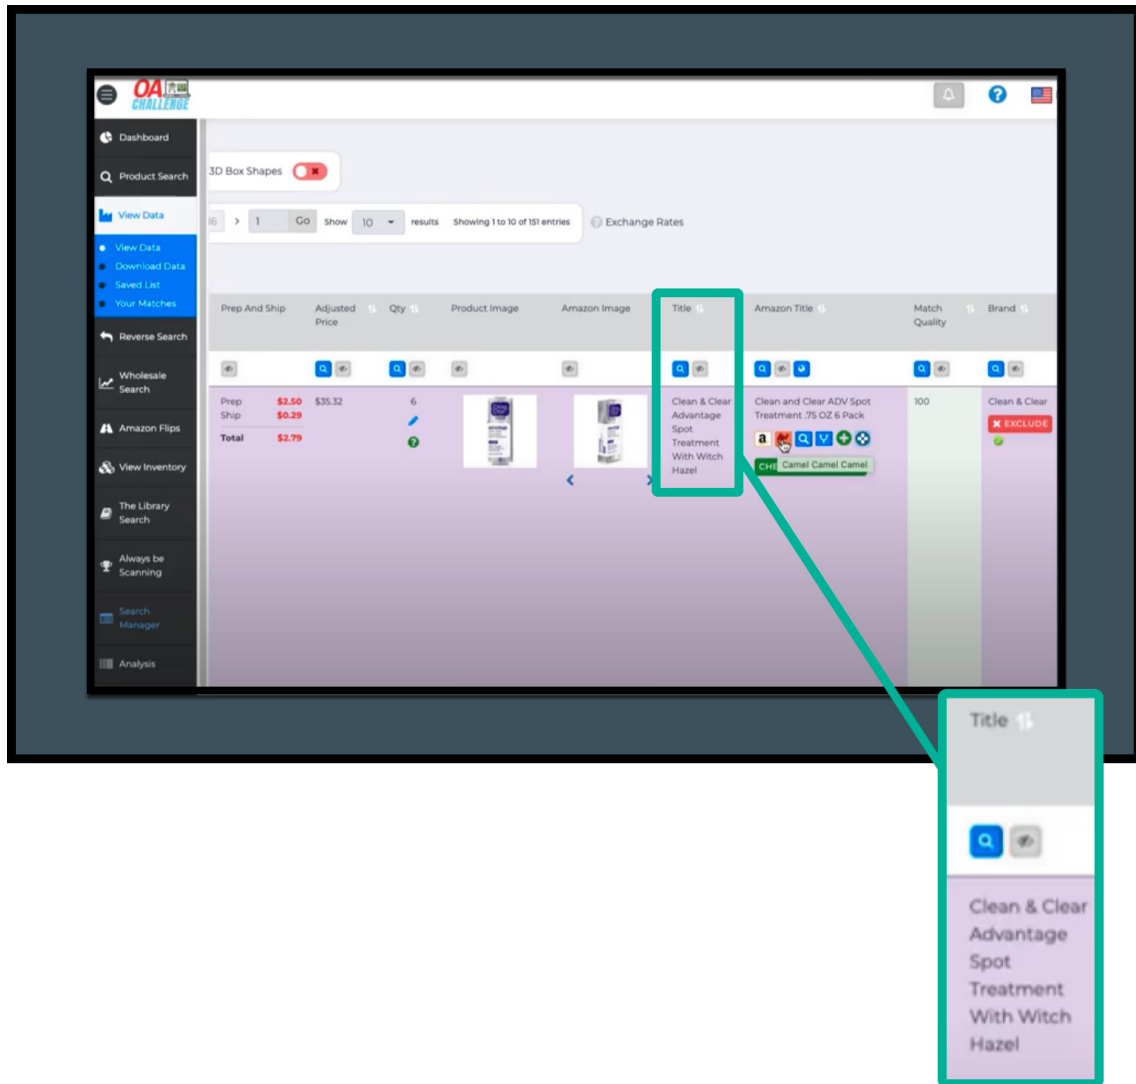 OA
CHALLENGE
Dashboard
Product Search
View Data
View Data
Download Data
Saved List
Your Matches
Reverse Search
Wholesale
Search
Amazon Flips
View Inventory
The Library
Search
Always be
Scanning
Search
Manager
Analysis
3D Box Shapes
16 > 1 Go Show 10 results Showing 1 to 10 of 151 entries Exchange Rates
Prep And Ship
Adjusted
Price
Qty
Product Image
Amazon Image
Title
Amazon Title
Match
Quality
Brand
Prep $2.50
Ship $0.29
Total $2.79
$35.32
6
Clean & Clear
Advantage
Spot
Treatment
With Witch
Hazel
Clean and Clear ADV Spot
Treatment .75 OZ 6 Pack
a
Camel Camel Camel
100
Clean & Clear
EXCLUDE
Title
Clean & Clear
Advantage
Spot
Treatment
With Witch
Hazel